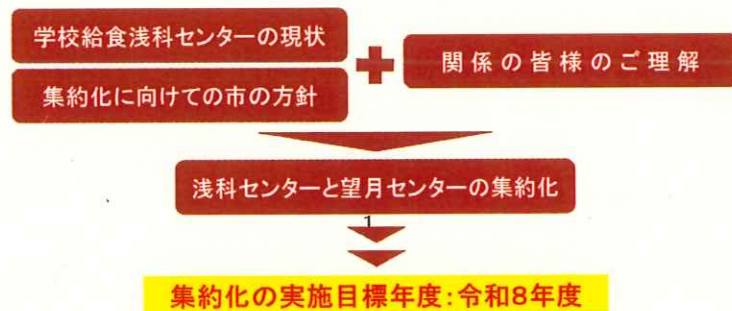 学校給食浅科センターの現状
関係の皆様のご理解
集約化に向けての市の方針
浅科センターと望月センターの集約化
1
集約化の実施目標年度:令和8年度